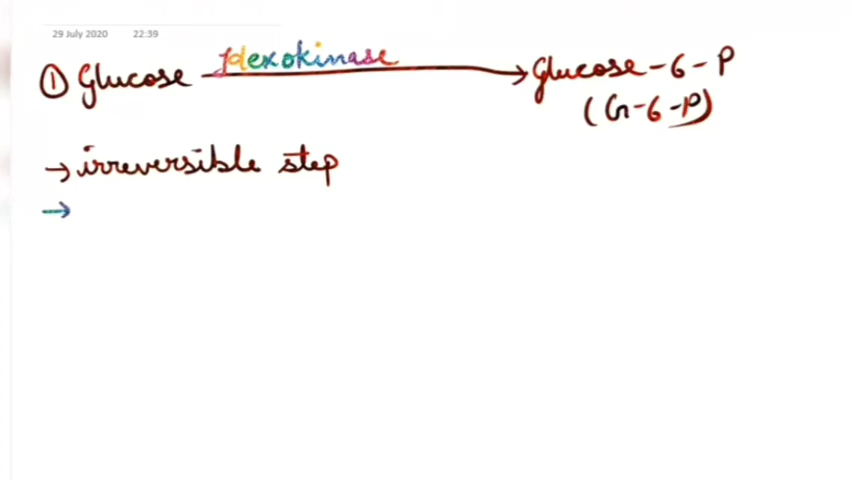 29 July 2020 22:39
① Glucose Hexokinase → Glucose-6-P
(G-6-P)
→ irreversible step
→